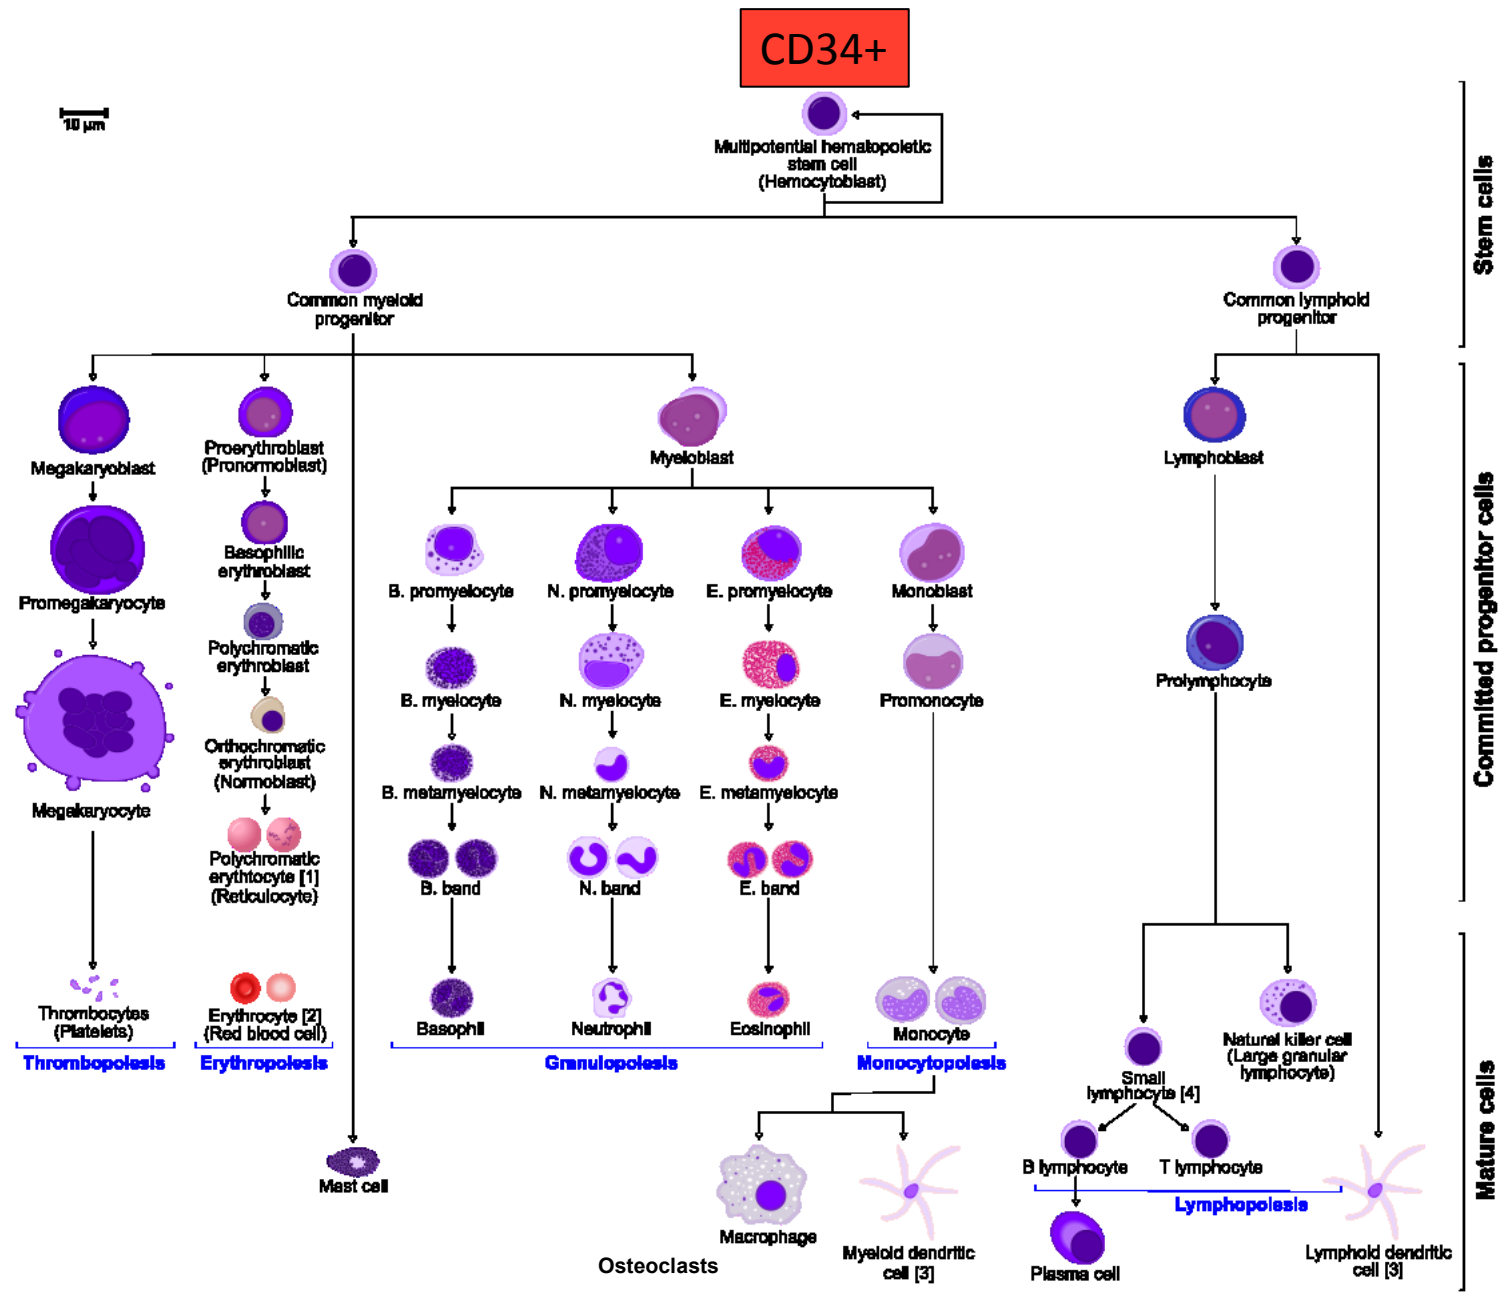 CD34+
10 µm
Multipotential hematopoietic
stem cell
(Hemocytoblast)
Stem cells
Common myeloid
progenitor
Common lymphoid
progenitor
Megakaryoblast
Proerythroblast
(Pronormoblast)
Myeloblast
Lymphoblast
Committed progenitor cells
Basophilic
erythroblast
Promegakaryocyte
B. promyelocyte
N. promyelocyte
E. promyelocyte
Monoblast
Polychromatic
erythroblast
B. myelocyte
N. myelocyte
E. myelocyte
Promonocyte
Prolymphocyte
Orthochromatic
erythroblast
(Normoblast)
Megakaryocyte
B. metamyelocyte
N. metamyelocyte
E. metamyelocyte
Polychromatic
erythtocyte [1]
(Reticulocyte)
B. band
N. band
E. band
Thrombocytes
(Platelets)
Erythrocyte [2]
(Red blood cell)
Basophil
Neutrophil
Eosinophil
Monocyte
Natural killer cell
(Large granular
lymphocyte)
Mature cells
Thrombopoiesis
Erythropoiesis
Granulopoiesis
Monocytopoiesis
Small
lymphocyte [4]
B lymphocyte
T lymphocyte
Lymphopoiesis
Mast cell
Macrophage
Myeloid dendritic
cell [3]
Osteoclasts
Plasma cell
Lymphoid dendritic
cell [3]